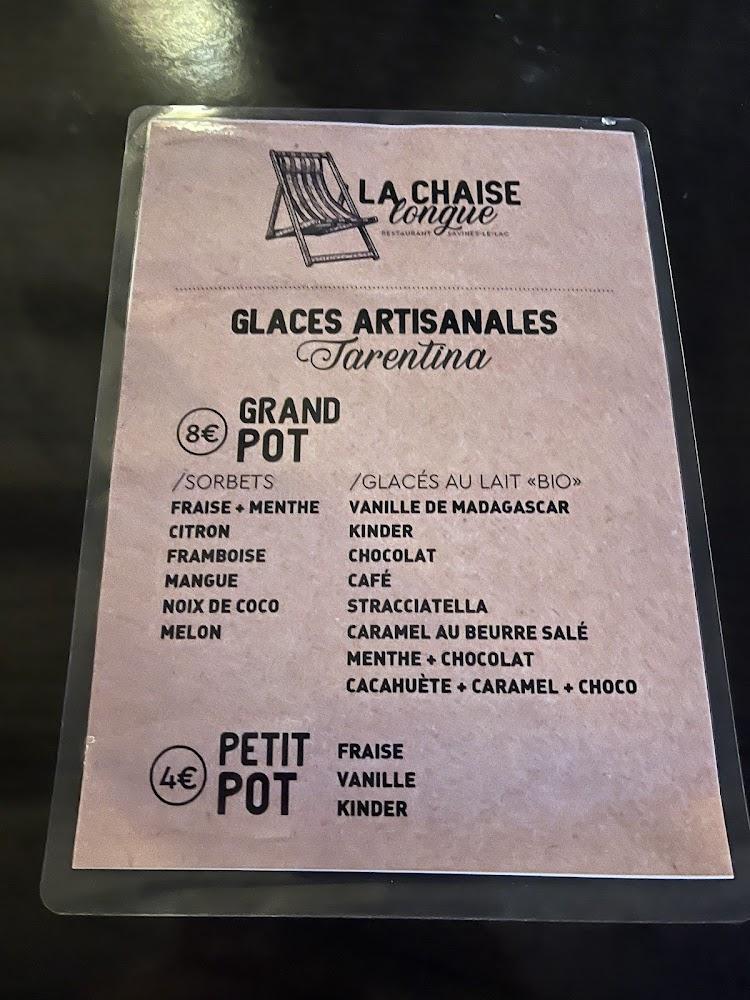 LA CHAISE
longue
RESTAURANT SAVINES-LE-LAC
GLACES ARTISANALES
Tarentina
8€
GRAND
POT
/SORBETS
FRAISE + MENTHE
CITRON
FRAMBOISE
MANGUE
NOIX DE COCO
MELON
/GLACÉS AU LAIT «BIO»
VANILLE DE MADAGASCAR
KINDER
CHOCOLAT
CAFÉ
STRACCIATELLA
CARAMEL AU BEURRE SALÉ
MENTHE + CHOCOLAT
CACAHUÈTE + CARAMEL + CHOCO
4€
PETIT
POT
FRAISE
VANILLE
KINDER